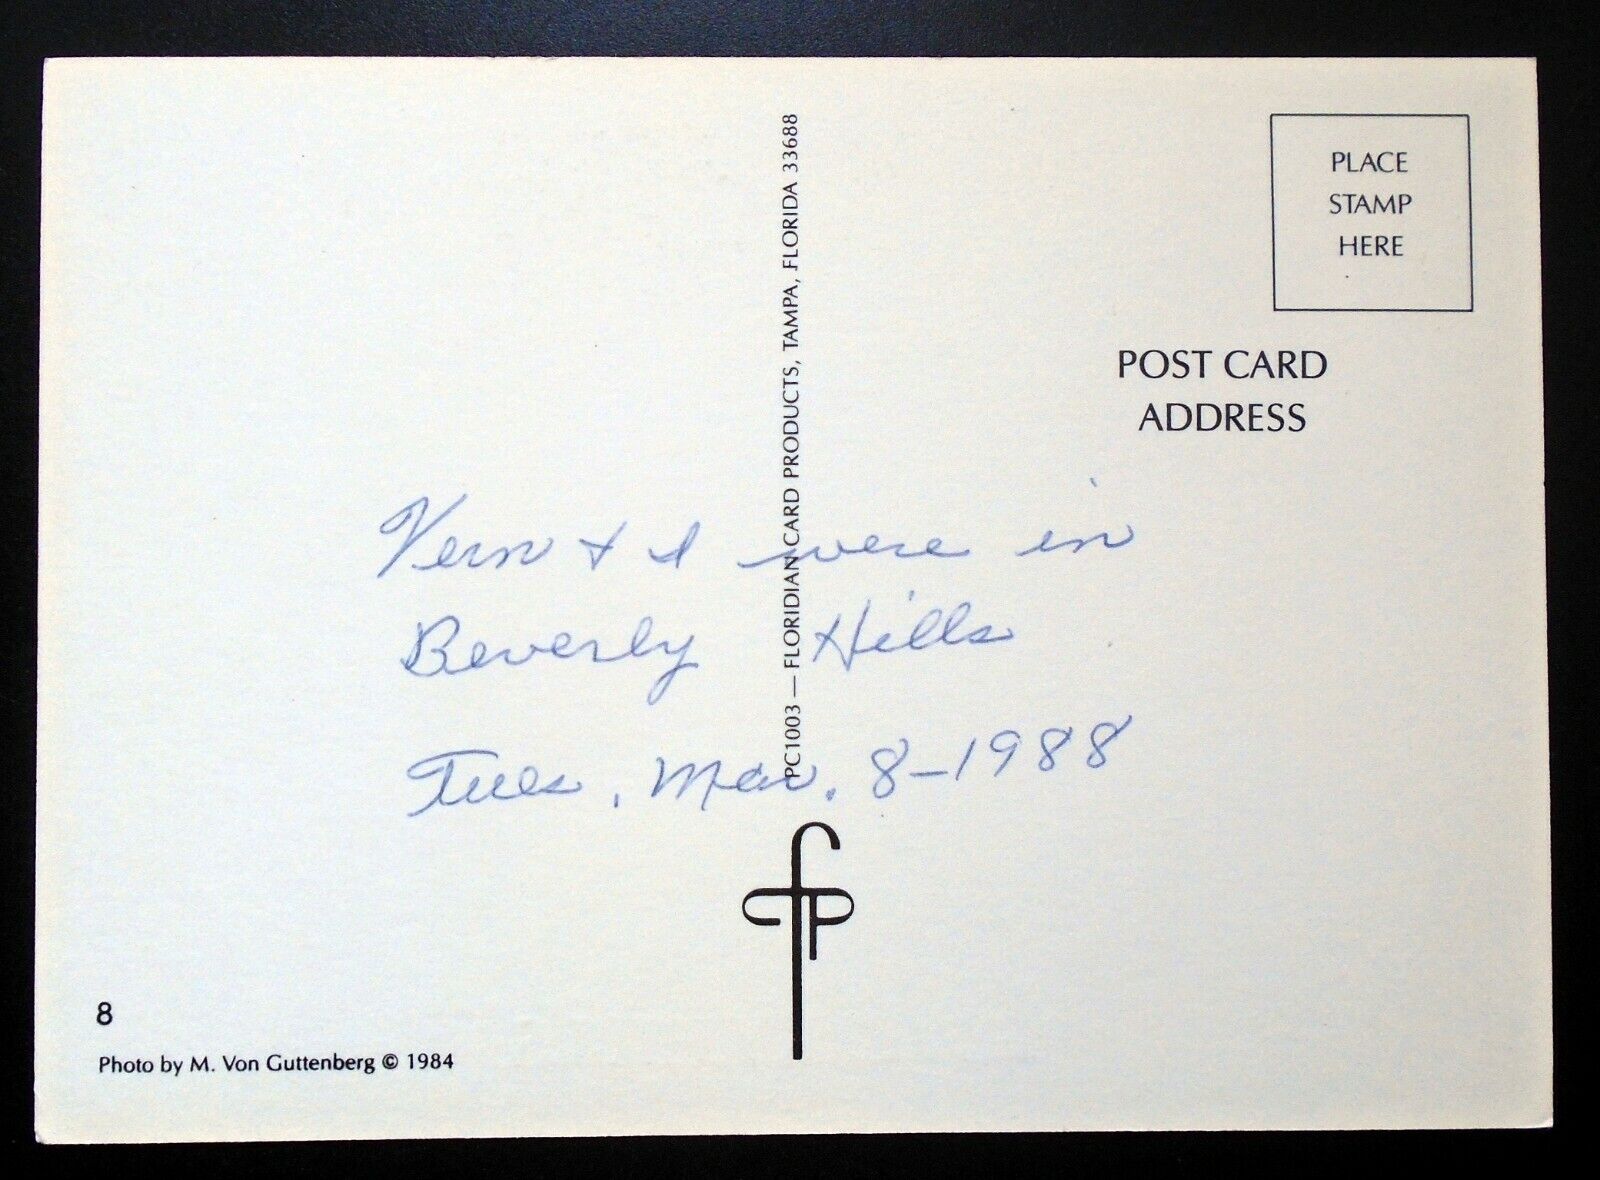 PLACE
STAMP
HERE
POST CARD
ADDRESS
PC1003 — FLORIDIAN CARD PRODUCTS, TAMPA, FLORIDA 33688
Vern & I were in
Beverly Hills
Tues, Mar. 8-1988
fcp
8
Photo by M. Von Guttenberg © 1984